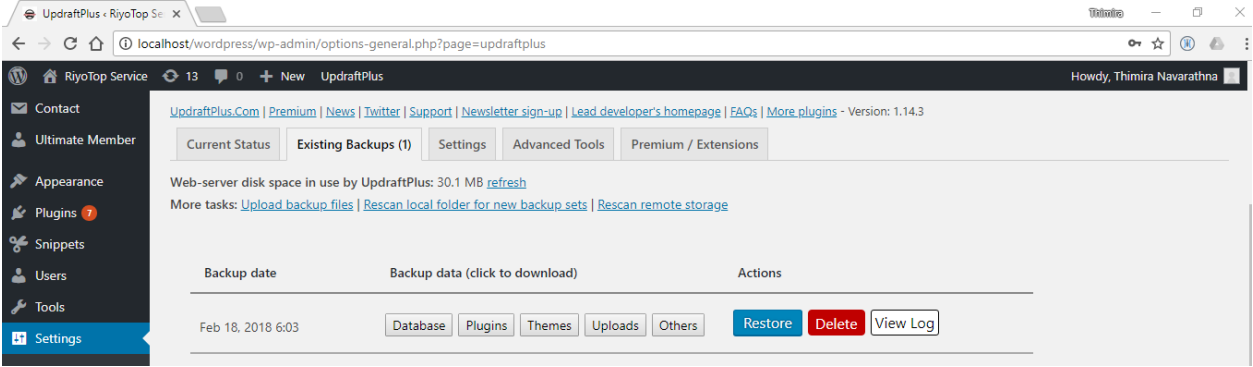 UpdraftPlus ‹ RiyoTop Se
Thimira
localhost/wordpress/wp-admin/options-general.php?page=updraftplus
RiyoTop Service 13 0 + New UpdraftPlus Howdy, Thimira Navarathna
Contact
Ultimate Member
Appearance
Plugins 7
Snippets
Users
Tools
Settings
UpdraftPlus.Com | Premium | News | Twitter | Support | Newsletter sign-up | Lead developer's homepage | FAQs | More plugins - Version: 1.14.3
Current Status Existing Backups (1) Settings Advanced Tools Premium / Extensions
Web-server disk space in use by UpdraftPlus: 30.1 MB refresh
More tasks: Upload backup files | Rescan local folder for new backup sets | Rescan remote storage
Backup date Backup data (click to download) Actions
Feb 18, 2018 6:03 Database Plugins Themes Uploads Others Restore Delete View Log